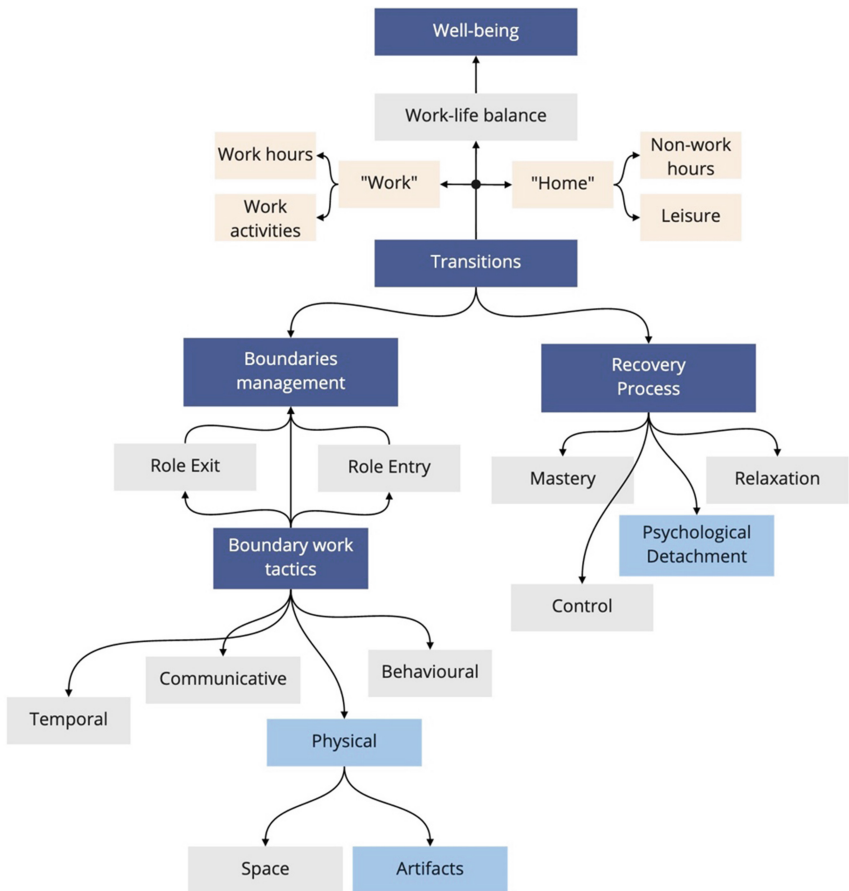 Well-being
Work-life balance
Work hours
"Work"
"Home"
Non-work
hours
Work
activities
Leisure
Transitions
Boundaries
management
Recovery
Process
Role Exit
Role Entry
Mastery
Relaxation
Psychological
Detachment
Boundary work
tactics
Control
Temporal
Communicative
Behavioural
Physical
Space
Artifacts